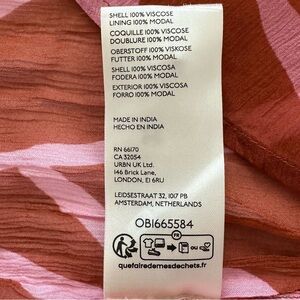 SHELL 100% VISCOSE
LINING 100% MODAL
COQUILLE 100% VISCOSE
DOUBLURE 100% MODAL
OBERSTOFF 100% VISKOSE
FUTTER 100% MODAL
SHELL 100% VISCOSA
FODERA 100% MODAL
EXTERIOR 100% VISCOSA
FORRO 100% MODAL
MADE IN INDIA
HECHO EN INDIA
RN 66170
CA 32054
URBN UK Ltd.
146 Brick Lane,
LONDON, E1 6RU
LEIDSESTRAAT 32, 1017 PB
AMSTERDAM, NETHERLANDS
OB1665584
FR
ou
quefairedemesdechets.fr